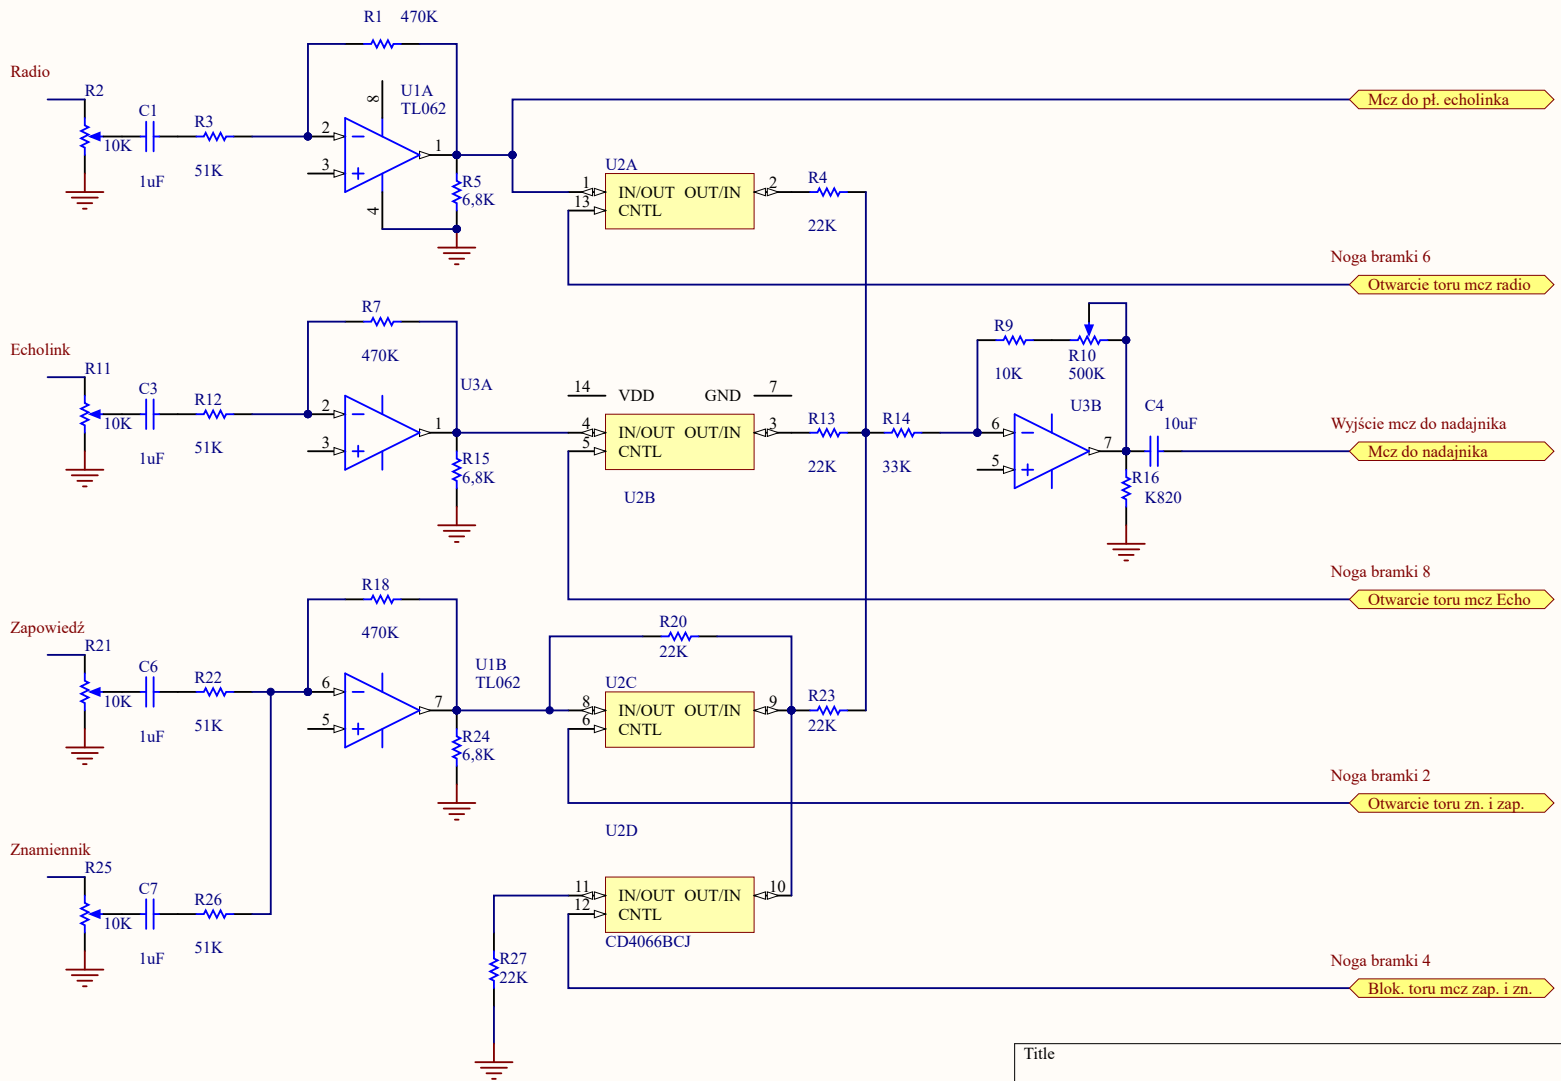 R1 470K
Radio
R2
10K
C1
1uF
R3
51K
2
3
8
4
1
U1A
TL062
R5
6,8K
Mcz do pł. echolinka
U2A
1
13
IN/OUT OUT/IN
CNTL
2
R4
22K
Noga bramki 6
Otwarcie toru mcz radio
R7
470K
Echolink
R11
10K
C3
1uF
R12
51K
2
3
1
U3A
R15
6,8K
14 VDD GND 7
4
5
IN/OUT OUT/IN
CNTL
3
U2B
R13
22K
R14
33K
R9
10K
R10
500K
U3B
6
5
7
C4
10uF
R16
K820
Wyjście mcz do nadajnika
Mcz do nadajnika
Noga bramki 8
Otwarcie toru mcz Echo
R18
470K
Zapowiedź
R21
10K
C6
1uF
R22
51K
6
5
7
U1B
TL062
R24
6,8K
R20
22K
U2C
8
6
IN/OUT OUT/IN
CNTL
9
R23
22K
Noga bramki 2
Otwarcie toru zn. i zap.
Znamiennik
R25
10K
C7
1uF
R26
51K
U2D
11
12
IN/OUT OUT/IN
CNTL
10
CD4066BCJ
R27
22K
Noga bramki 4
Blok. toru mcz zap. i zn.
Title